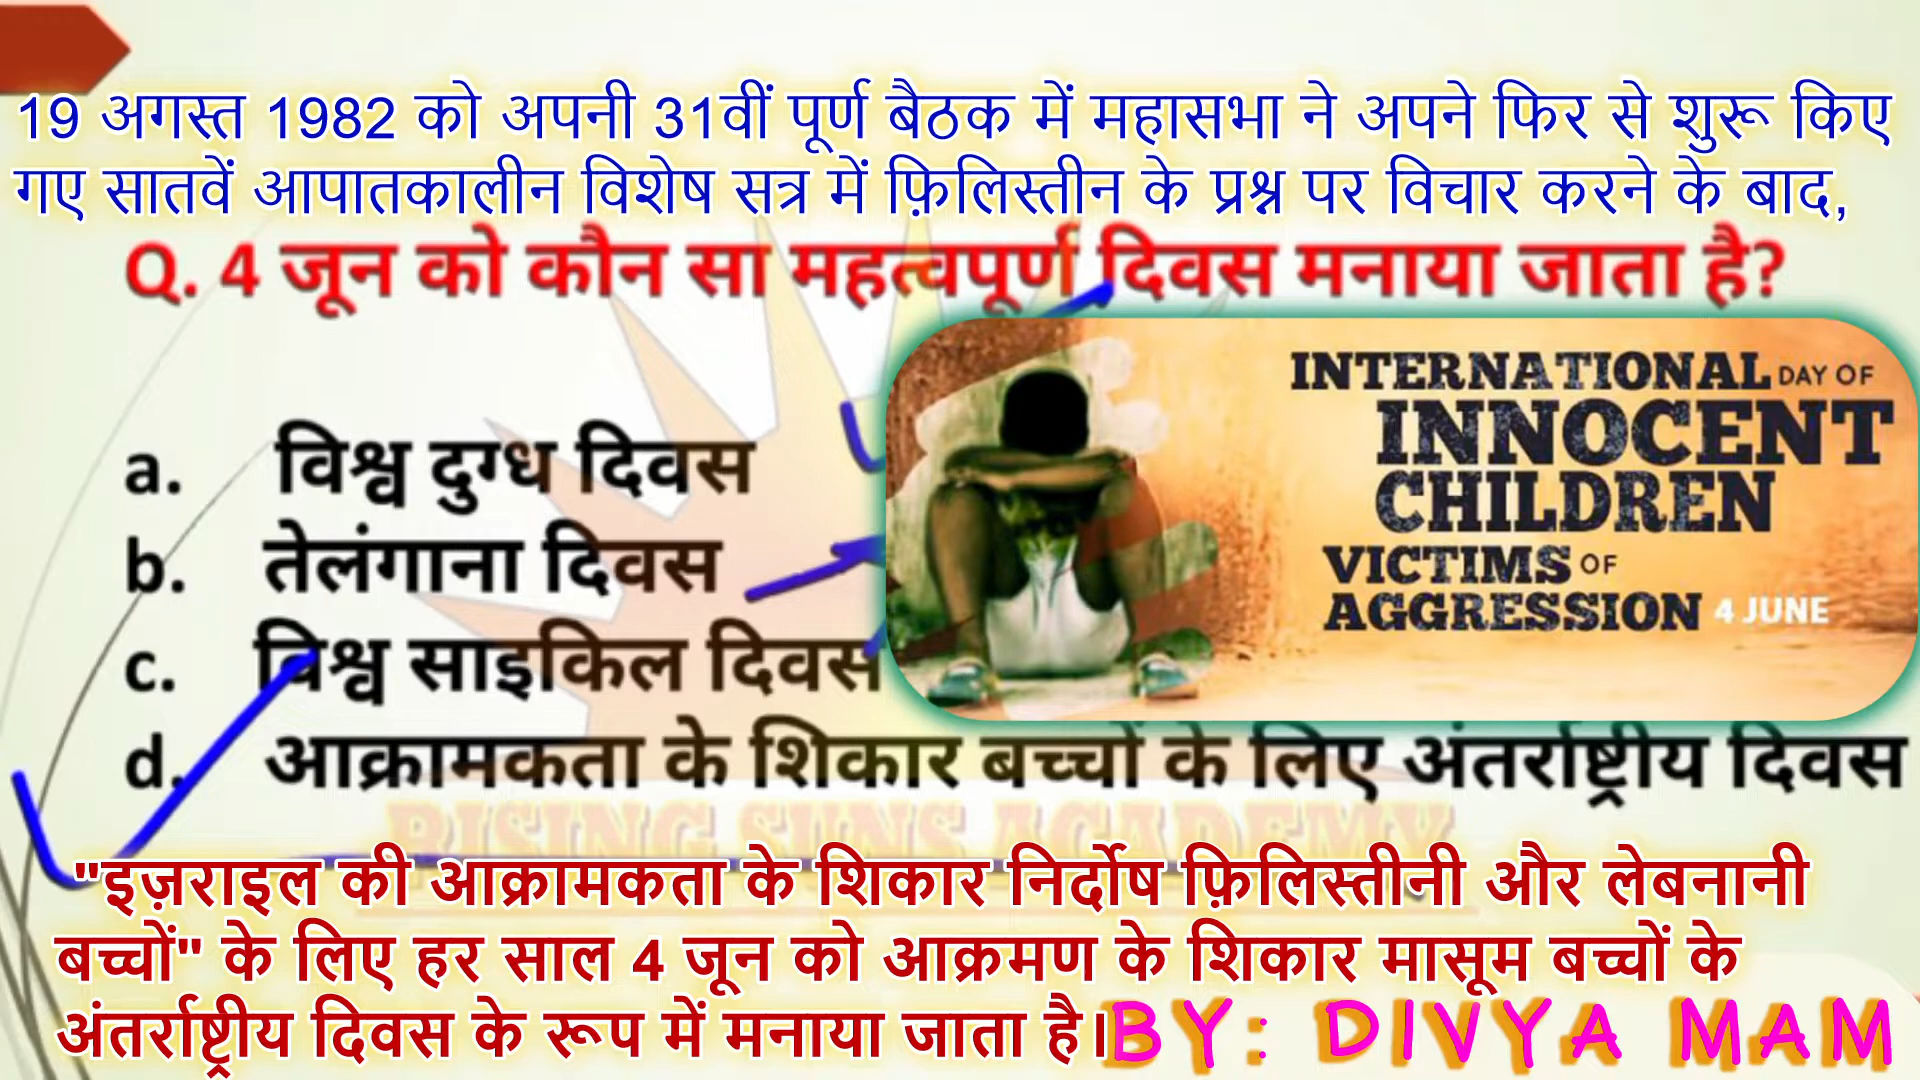 19 अगस्त 1982 को अपनी 31वीं पूर्ण बैठक में महासभा ने अपने फिर से शुरू किए
गए सातवें आपातकालीन विशेष सत्र में फ़िलिस्तीन के प्रश्न पर विचार करने के बाद,
Q. 4 जून को कौन सा महत्वपूर्ण दिवस मनाया जाता है?
INTERNATIONAL DAY OF
INNOCENT
CHILDREN
VICTIMS OF
AGGRESSION 4 JUNE
a. विश्व दुग्ध दिवस
b. तेलंगाना दिवस
c. विश्व साइकिल दिवस
d. आक्रामकता के शिकार बच्चों के लिए अंतर्राष्ट्रीय दिवस
RISING SUNS ACADEMY
"इज़राइल की आक्रामकता के शिकार निर्दोष फ़िलिस्तीनी और लेबनानी
बच्चों" के लिए हर साल 4 जून को आक्रमण के शिकार मासूम बच्चों के
अंतर्राष्ट्रीय दिवस के रूप में मनाया जाता है।
BY: DIVYA MAM